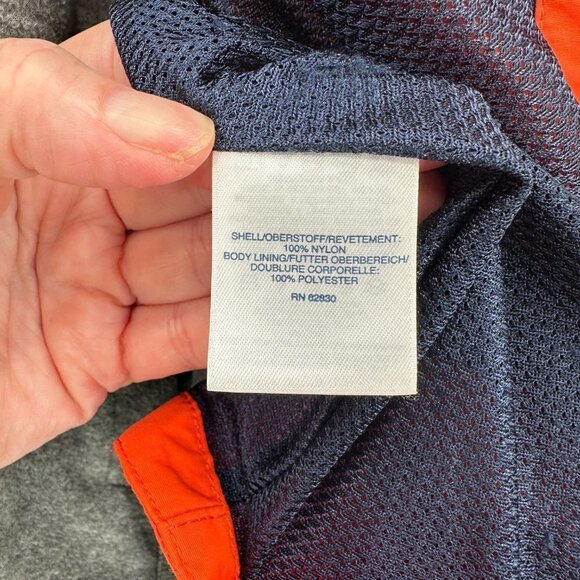 SHELL/OBERSTOFF/REVETEMENT:
100% NYLON
BODY LINING/FUTTER OBERBEREICH/
DOUBLURE CORPORELLE:
100% POLYESTER
RN 62830